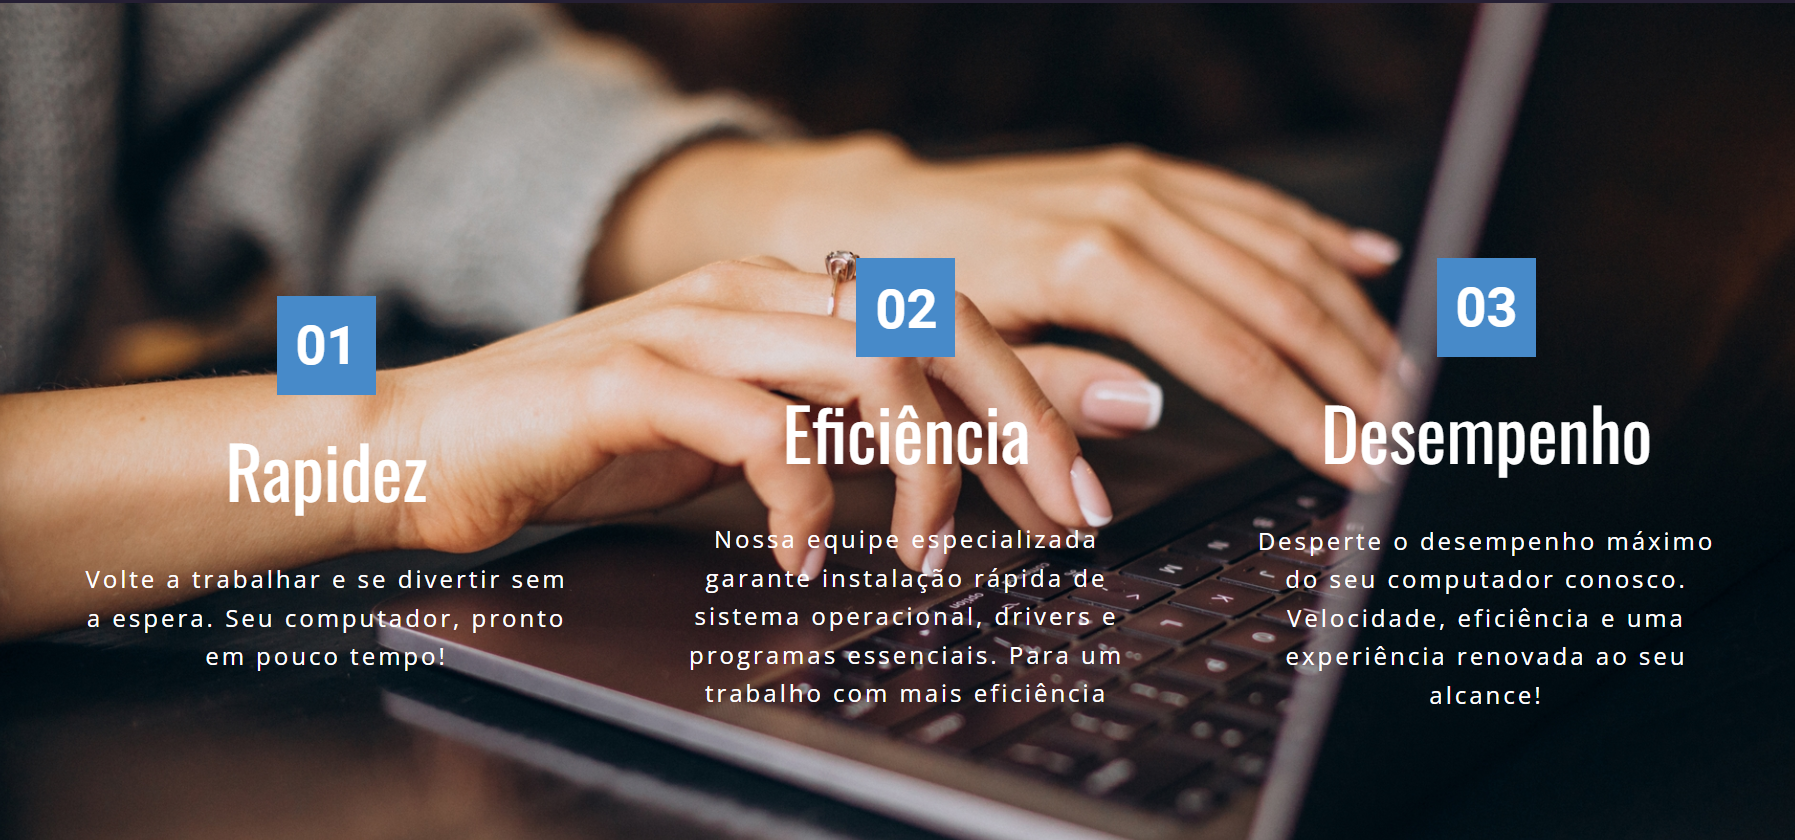 01
Rapidez
Volte a trabalhar e se divertir sem
a espera. Seu computador, pronto
em pouco tempo!
02
Eficiência
Nossa equipe especializada
garante instalação rápida de
sistema operacional, drivers e
programas essenciais. Para um
trabalho com mais eficiência
03
Desempenho
Desperte o desempenho máximo
do seu computador conosco.
Velocidade, eficiência e uma
experiência renovada ao seu
alcance!